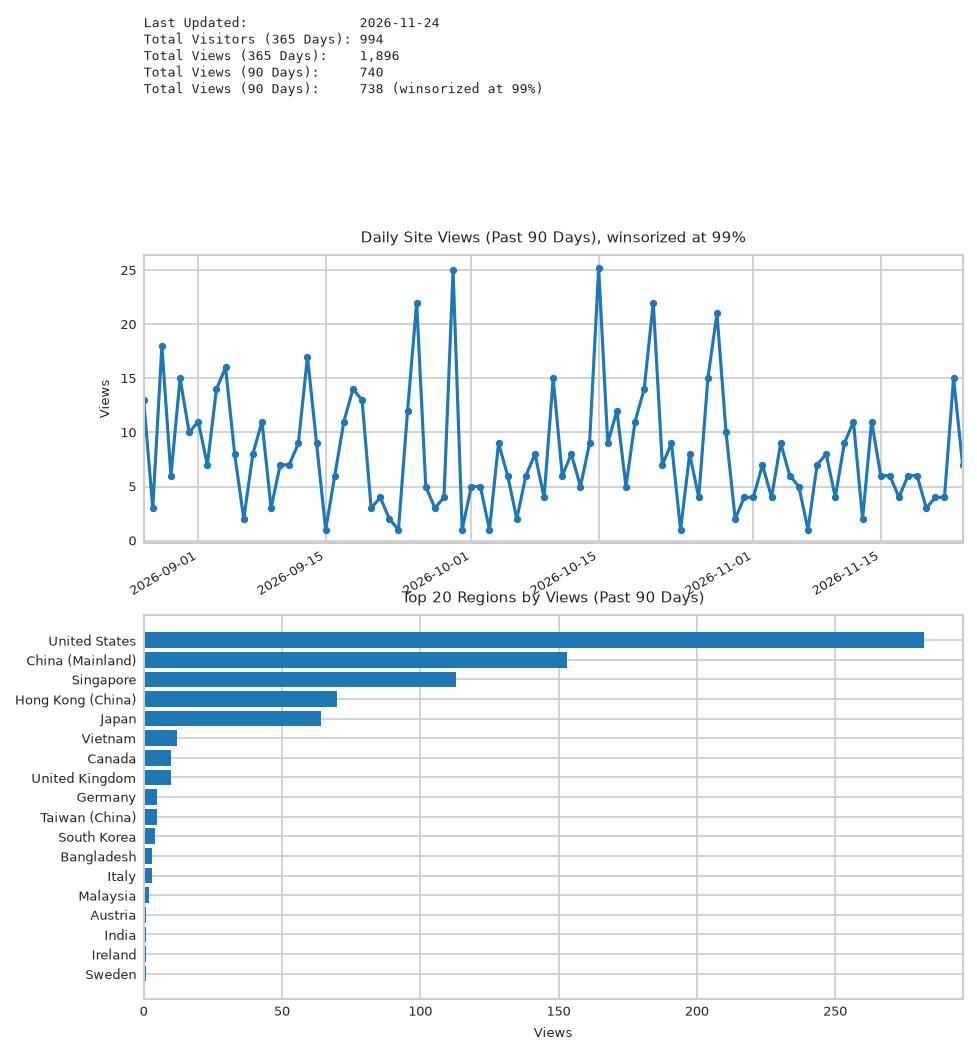 Last Updated: 2026-11-24
Total Visitors (365 Days): 994
Total Views (365 Days): 1,896
Total Views (90 Days): 740
Total Views (90 Days): 738 (winsorized at 99%)
Daily Site Views (Past 90 Days), winsorized at 99%
Views
25
20
15
10
5
0
2026-09-01
2026-09-15
2026-10-01
2026-10-15
2026-11-01
2026-11-15
Top 20 Regions by Views (Past 90 Days)
United States
China (Mainland)
Singapore
Hong Kong (China)
Japan
Vietnam
Canada
United Kingdom
Germany
Taiwan (China)
South Korea
Bangladesh
Italy
Malaysia
Austria
India
Ireland
Sweden
0 50 100 150 200 250
Views